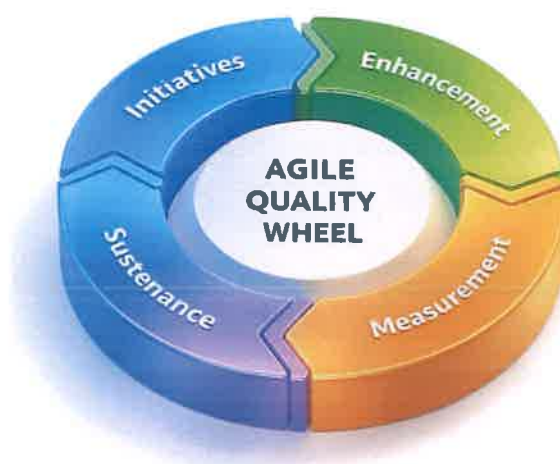 Initiatives
Enhancement
AGILE
QUALITY
WHEEL
Sustenance
Measurement